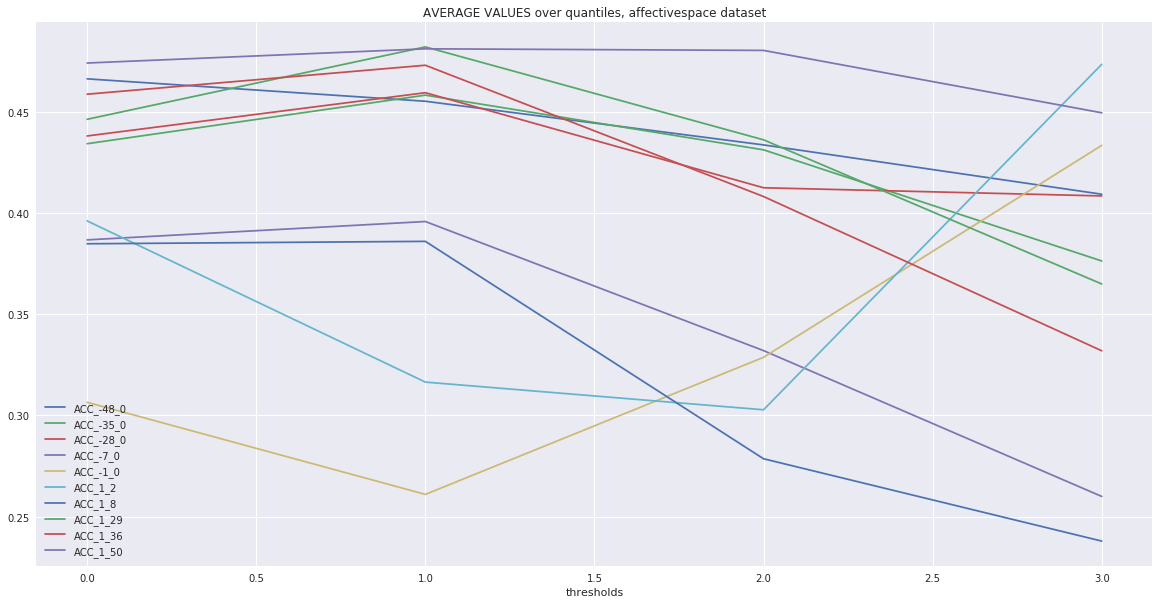 AVERAGE VALUES over quantiles, affectivespace dataset
0.45
0.40
0.35
0.30
0.25
ACC_-48_0
ACC_-35_0
ACC_-28_0
ACC_-7_0
ACC_-1_0
ACC_1_2
ACC_1_8
ACC_1_29
ACC_1_36
ACC_1_50
0.0 0.5 1.0 1.5 2.0 2.5 3.0
thresholds